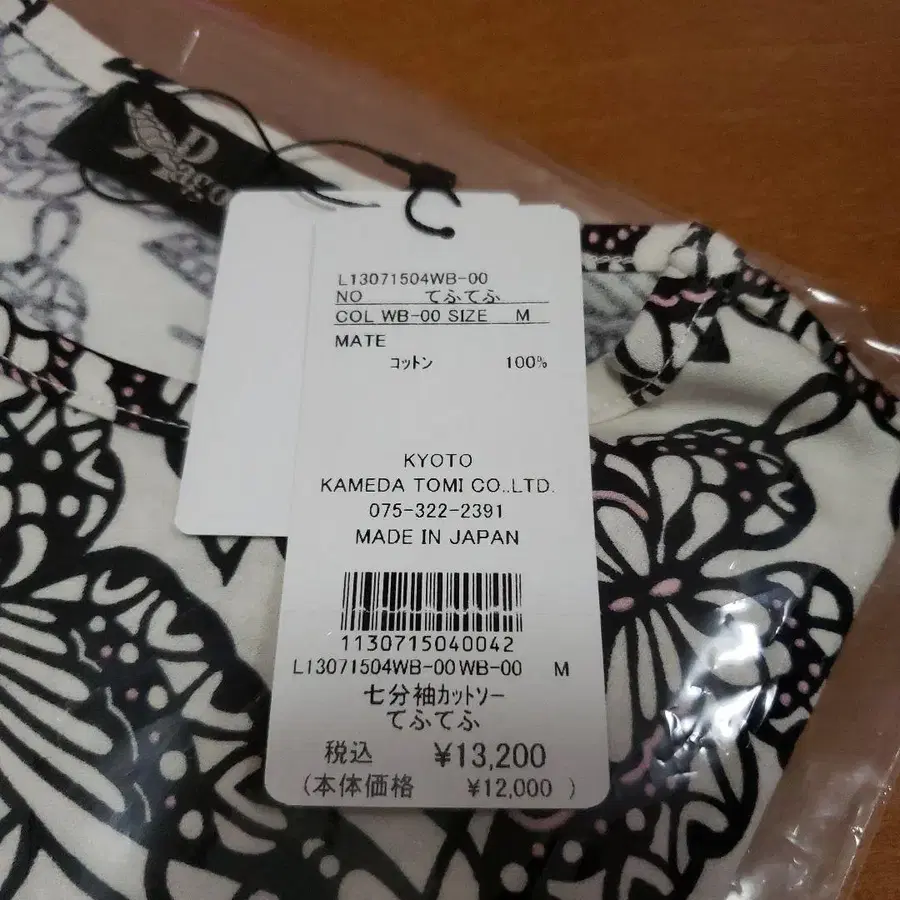 L13071504WB-00
NO てふてふ
COL WB-00 SIZE M
MATE
コットン 100%
KYOTO
KAMEDA TOMI CO.,LTD.
075-322-2391
MADE IN JAPAN
1130715040042
L13071504WB-00 WB-00 M
七分袖カットソー
てふてふ
税込 ¥13,200
(本体価格 ¥12,000 )